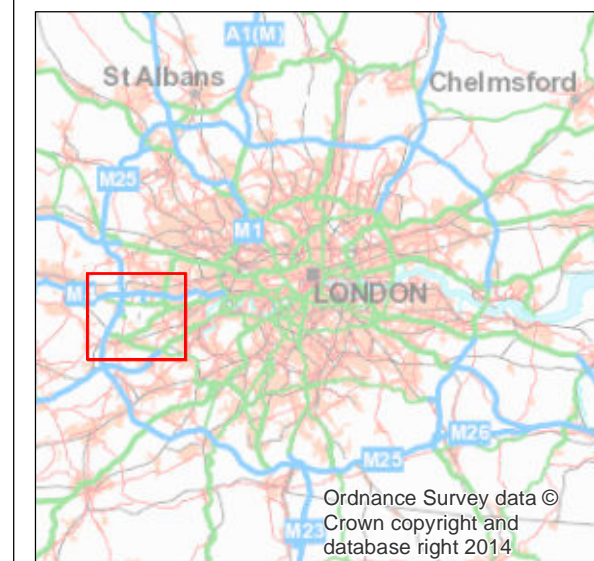 A1(M)
St Albans
Chelmsford
M25
M1
LONDON
M26
M25
Ordnance Survey data ©
Crown copyright and
database right 2014
M23